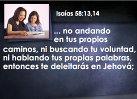 Isaías 58:13,14
... no andando
en tus propios
caminos, ni buscando tu voluntad,
ni hablando tus propias palabras,
entonces te deleitarás en Jehová;